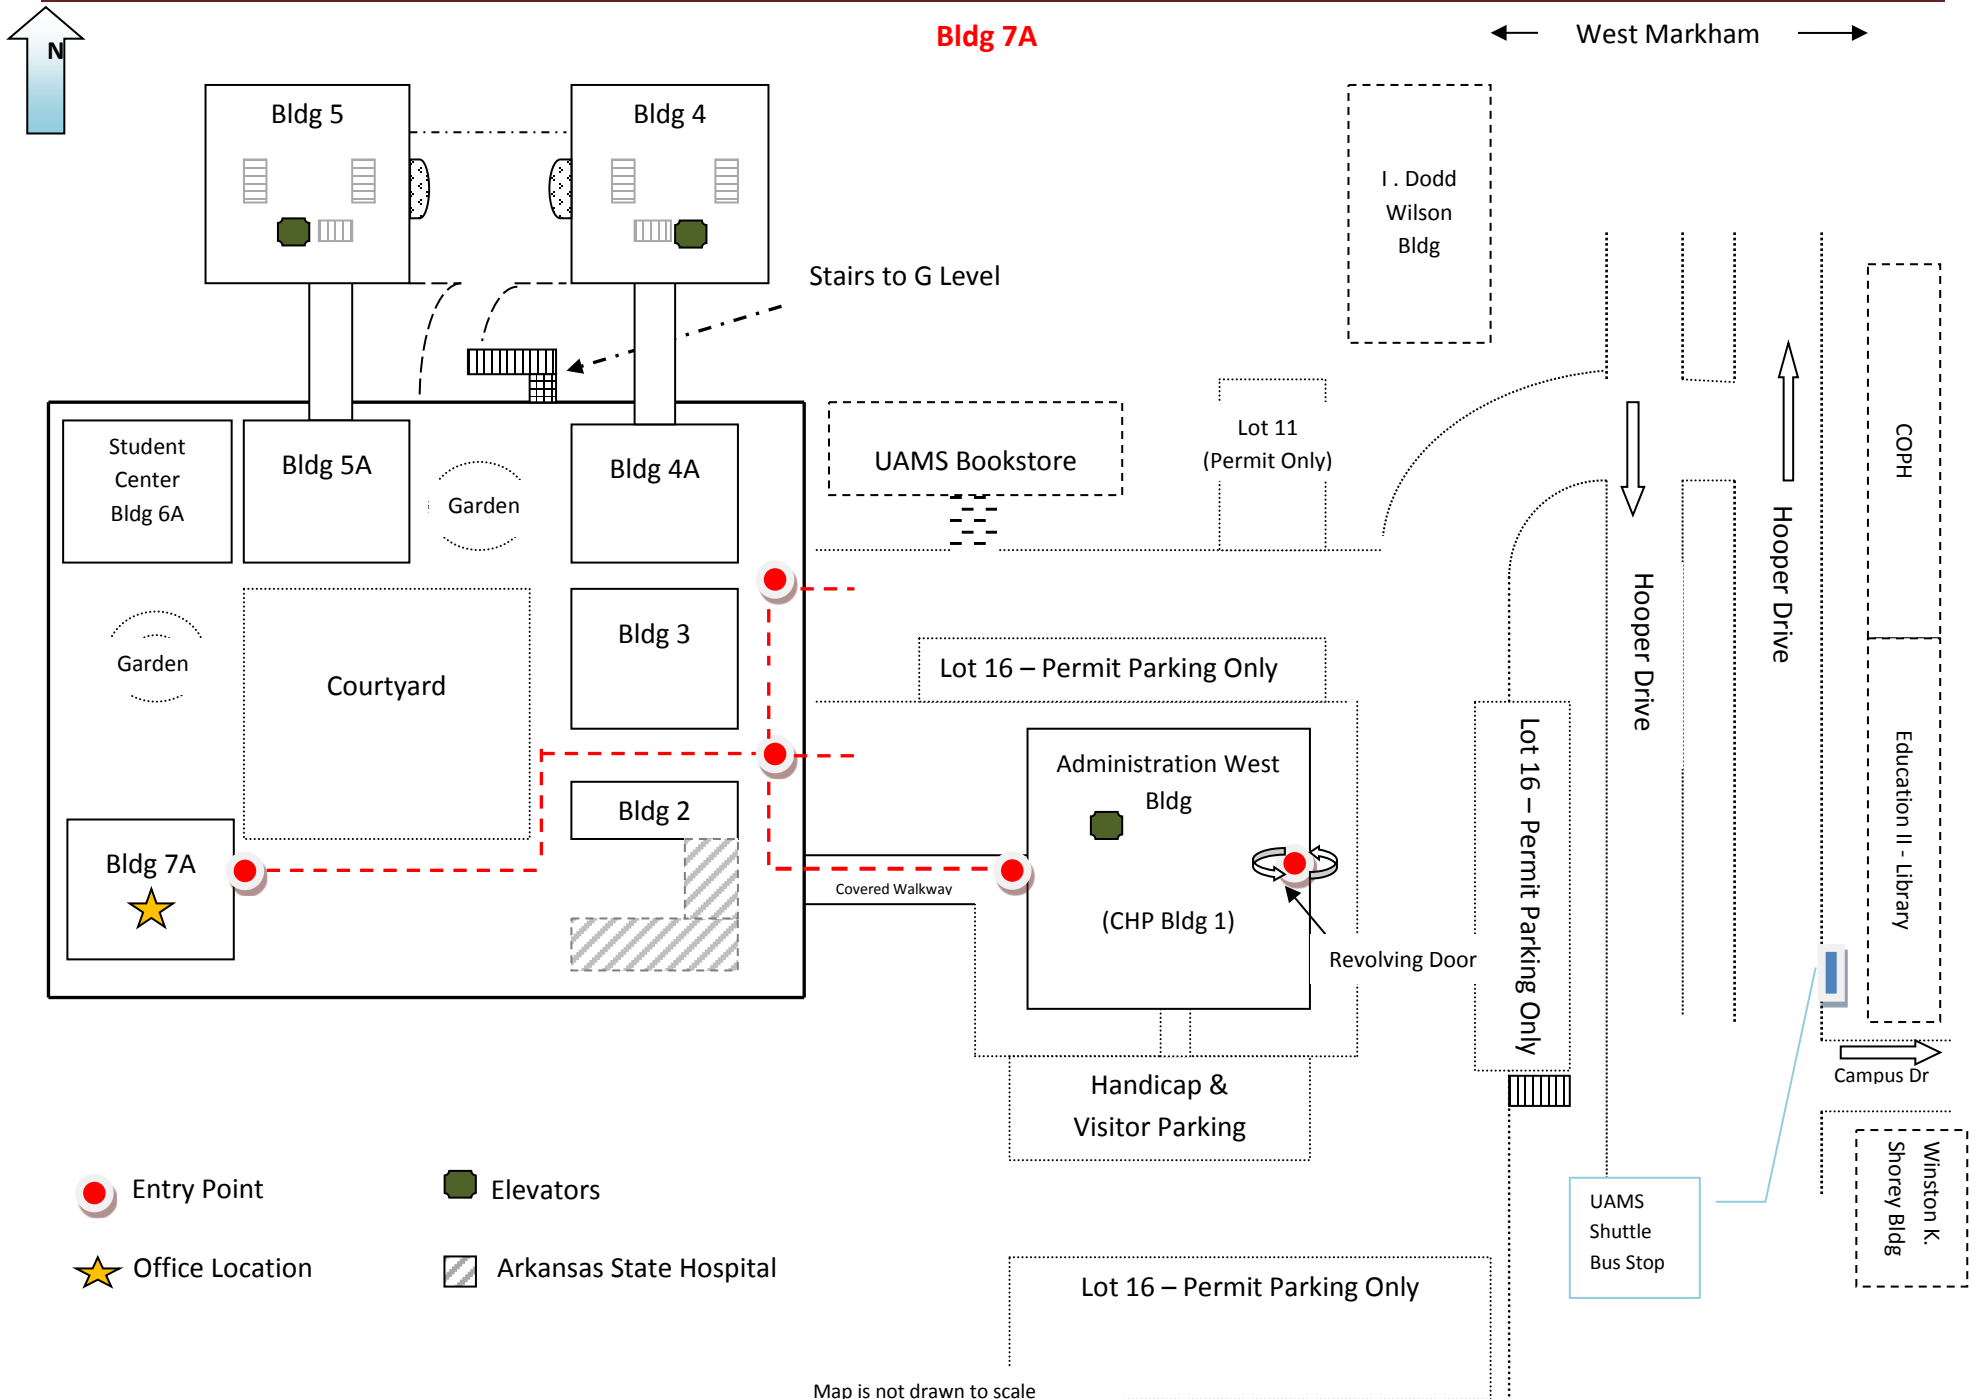 Bldg 7A
West Markham
N
Bldg 5
Bldg 4
I . Dodd
Wilson
Bldg
Stairs to G Level
Student
Center
Bldg 6A
Bldg 5A
Garden
Bldg 4A
UAMS Bookstore
Lot 11
(Permit Only)
COPH
Hooper Drive
Hooper Drive
Garden
Courtyard
Bldg 3
Lot 16 – Permit Parking Only
Lot 16 – Permit Parking Only
Education II - Library
Administration West
Bldg
Bldg 2
Bldg 7A
Covered Walkway
(CHP Bldg 1)
Revolving Door
Campus Dr
Handicap &
Visitor Parking
Winston K.
Shorey Bldg
Entry Point
Elevators
UAMS
Shuttle
Bus Stop
Office Location
Arkansas State Hospital
Lot 16 – Permit Parking Only
Map is not drawn to scale